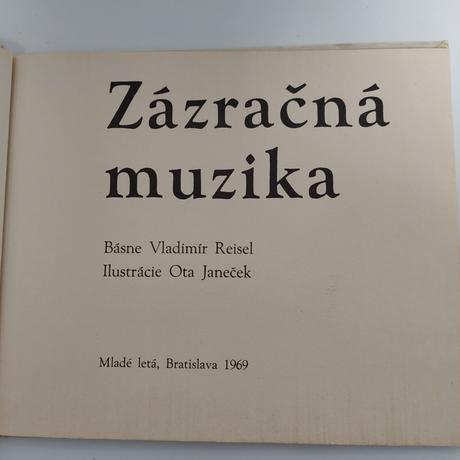 Zázračná
muzika
Básne Vladimír Reisel
Ilustrácie Ota Janeček
Mladé letá, Bratislava 1969